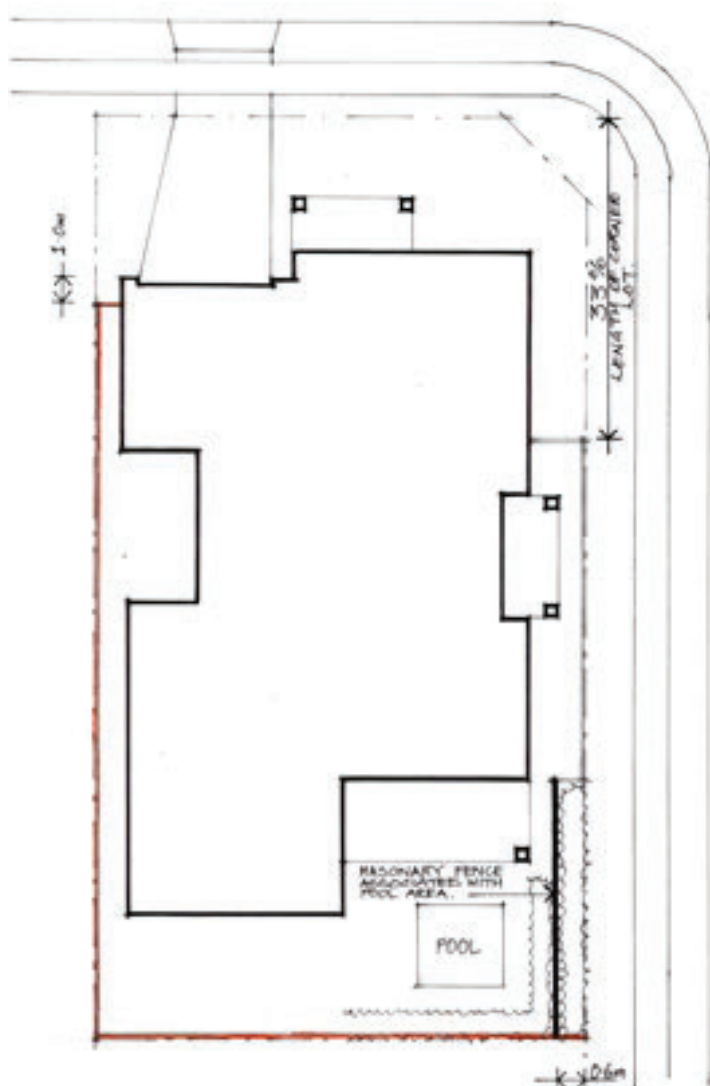 1.0m
33%
LENGTH OF CORNER
LOT.
MASONARY FENCE
ASSOCIATED WITH
POOL AREA.
POOL
0.6m